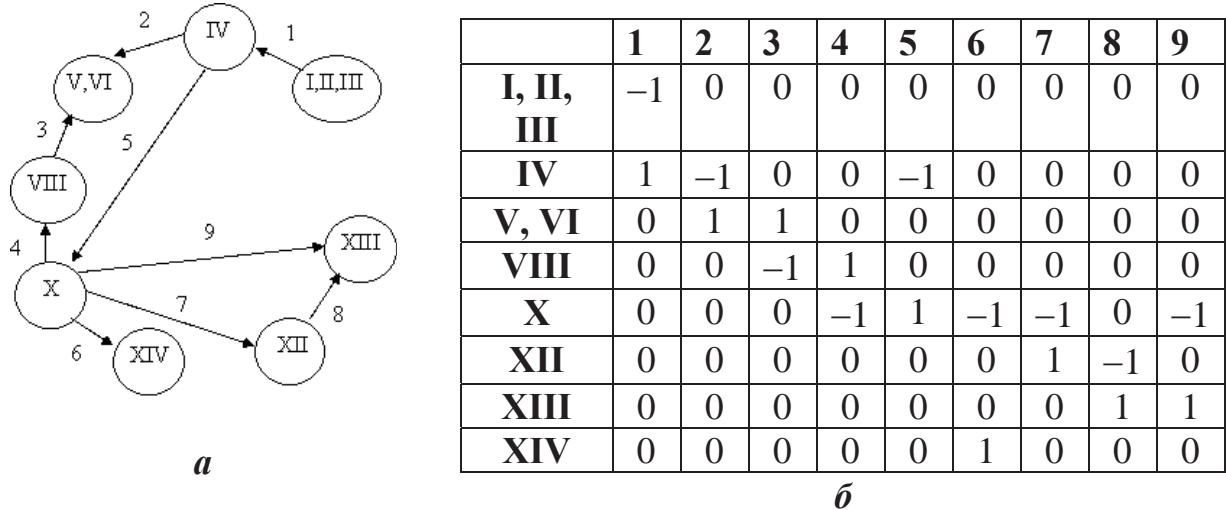 2
IV
1
V,VI
I,II,III
3
5
VIII
9
XIII
4
X
7
8
6
XIV
XII
а
1 2 3 4 5 6 7 8 9
I, II, III –1 0 0 0 0 0 0 0 0
IV 1 –1 0 0 –1 0 0 0 0
V, VI 0 1 1 0 0 0 0 0 0
VIII 0 0 –1 1 0 0 0 0 0
X 0 0 0 –1 1 –1 –1 0 –1
XII 0 0 0 0 0 0 1 –1 0
XIII 0 0 0 0 0 0 0 1 1
XIV 0 0 0 0 0 1 0 0 0
б